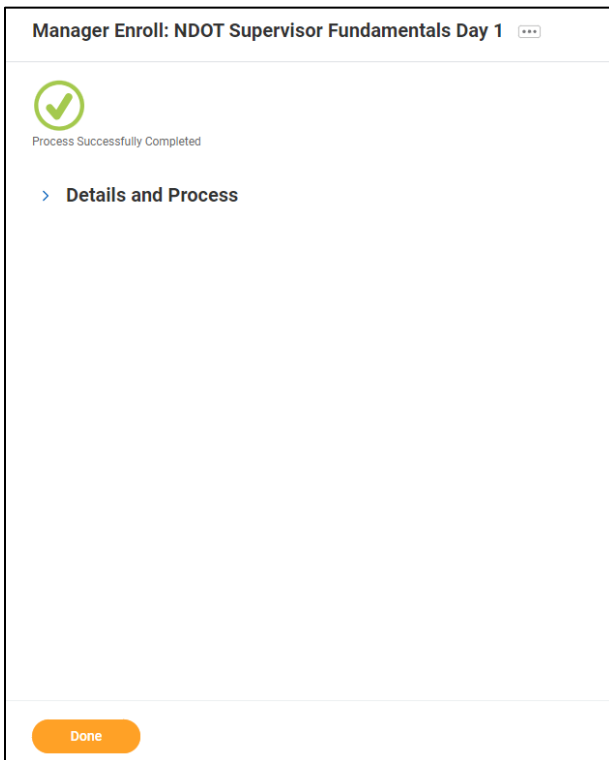 Manager Enroll: NDOT Supervisor Fundamentals Day 1
Process Successfully Completed
Details and Process
Done